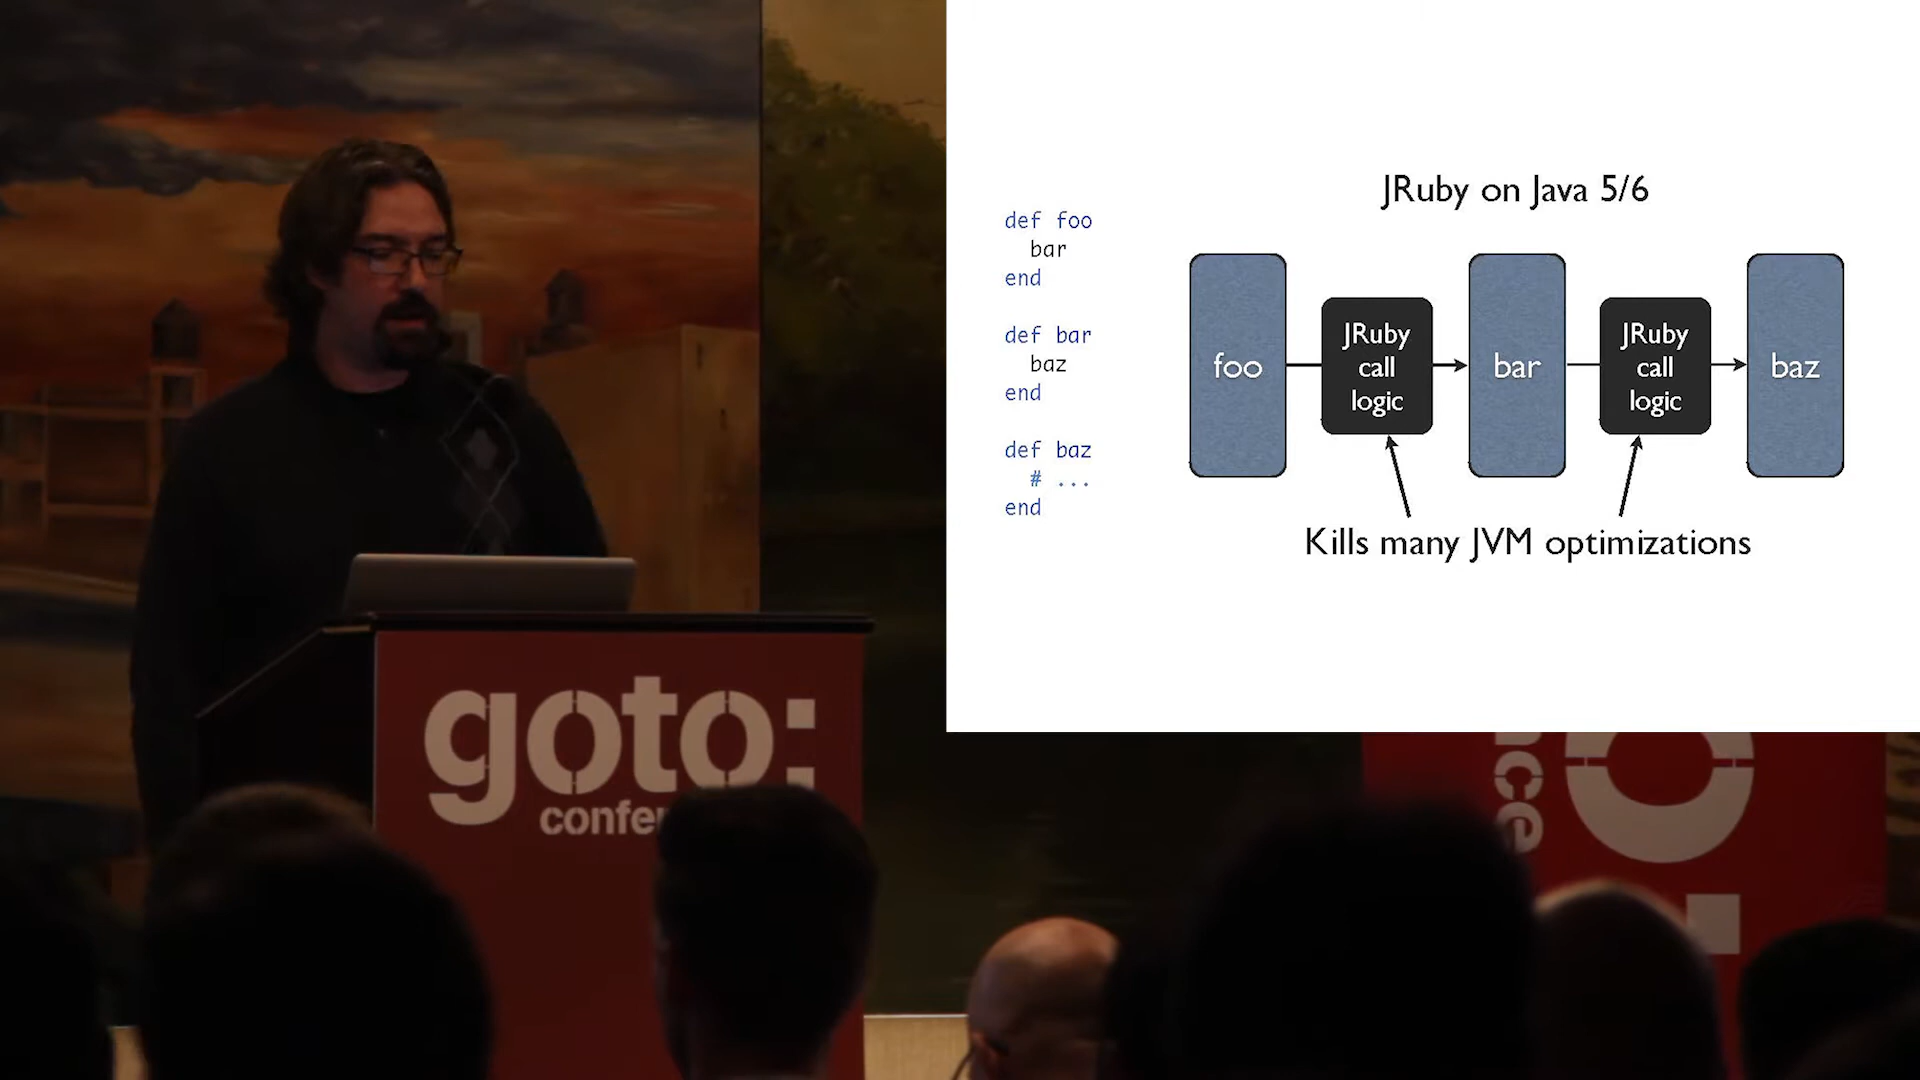 JRuby on Java 5/6
def foo
bar
end
def bar
baz
end
def baz
# ...
end
foo
JRuby
call
logic
bar
JRuby
call
logic
baz
Kills many JVM optimizations
goto: